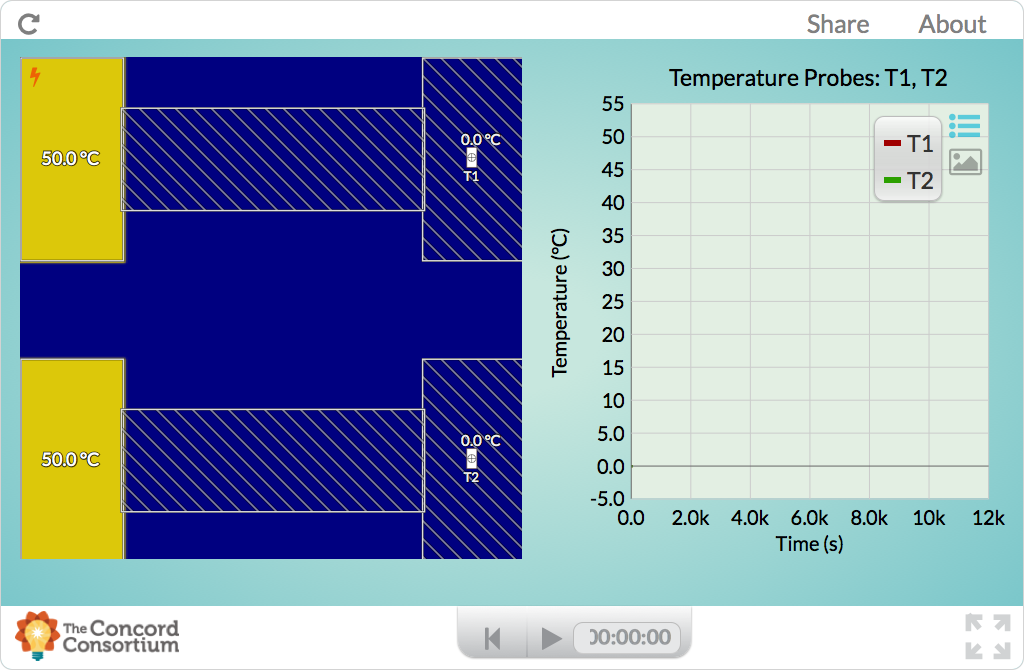 Share About
50.0 °C
0.0 °C
T1
50.0 °C
0.0 °C
T2
Temperature Probes: T1, T2
T1
T2
Temperature (°C)
55
50
45
40
35
30
25
20
15
10
5.0
0.0
-5.0
0.0 2.0k 4.0k 6.0k 8.0k 10k 12k
Time (s)
The Concord
Consortium
00:00:00